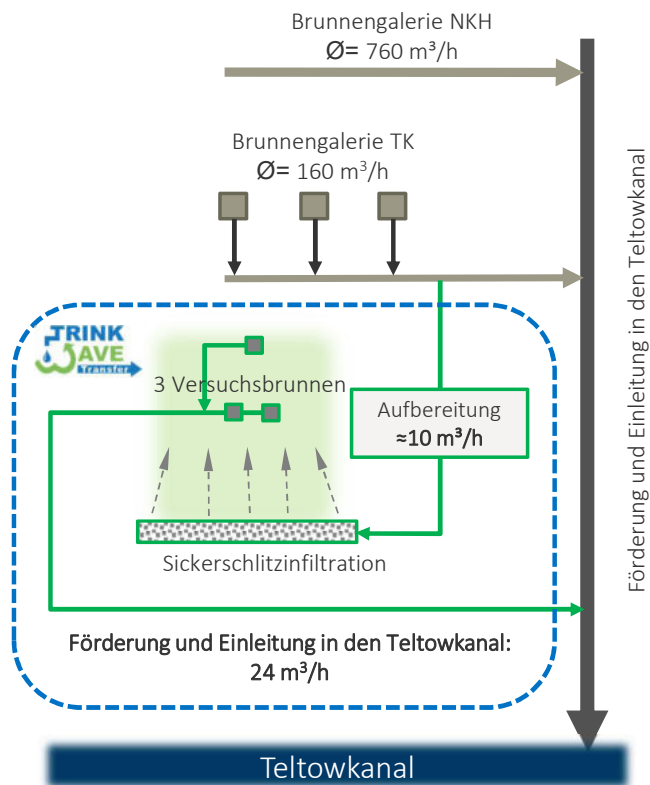 Brunnengalerie NKH
Ø= 760 m³/h
Brunnengalerie TK
Ø= 160 m³/h
Förderung und Einleitung in den Teltowkanal
TRINK
WAVE
Transfer
3 Versuchsbrunnen
Aufbereitung
≈10 m³/h
Sickerschlitzinfiltration
Förderung und Einleitung in den Teltowkanal:
24 m³/h
Teltowkanal